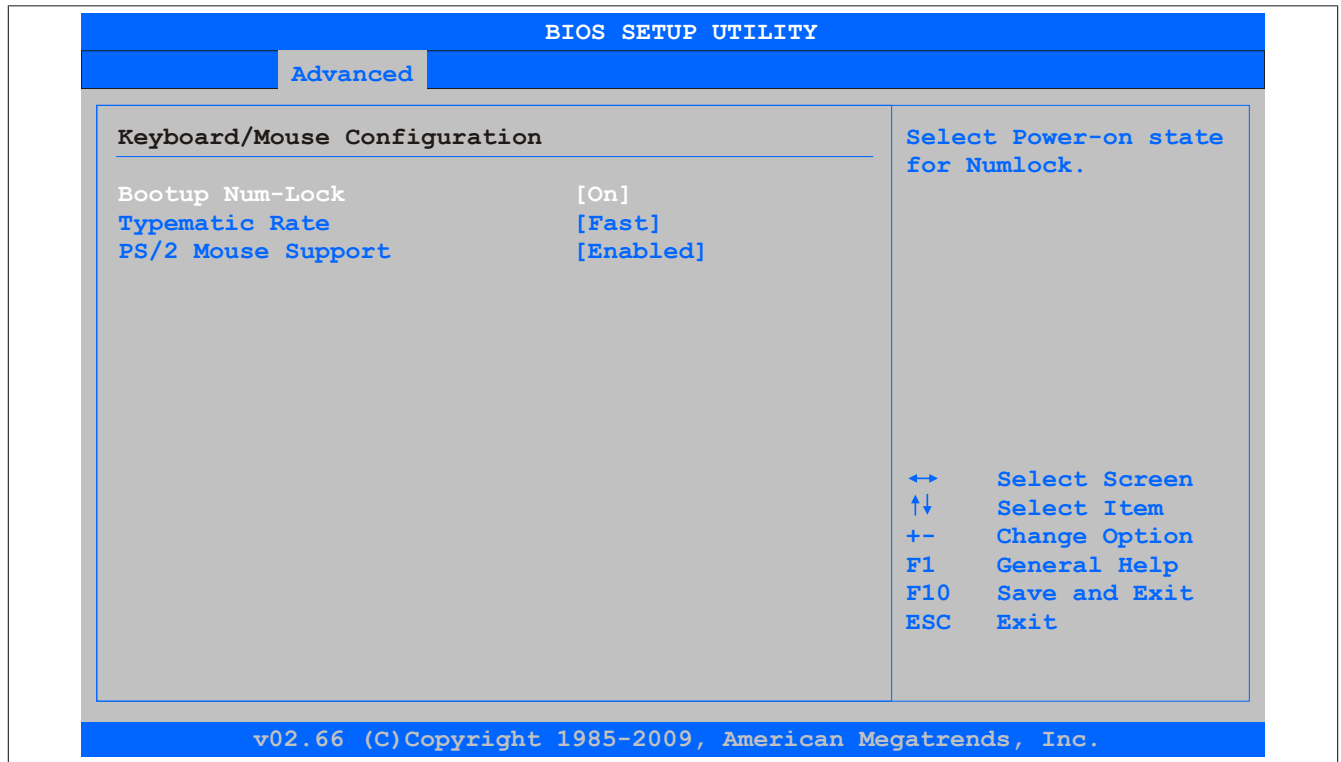 BIOS SETUP UTILITY
Advanced
Keyboard/Mouse Configuration
Bootup Num-Lock [On]
Typematic Rate [Fast]
PS/2 Mouse Support [Enabled]
Select Power-on state
for Numlock.
↔ Select Screen
↑↓ Select Item
+- Change Option
F1 General Help
F10 Save and Exit
ESC Exit
v02.66 (C)Copyright 1985-2009, American Megatrends, Inc.